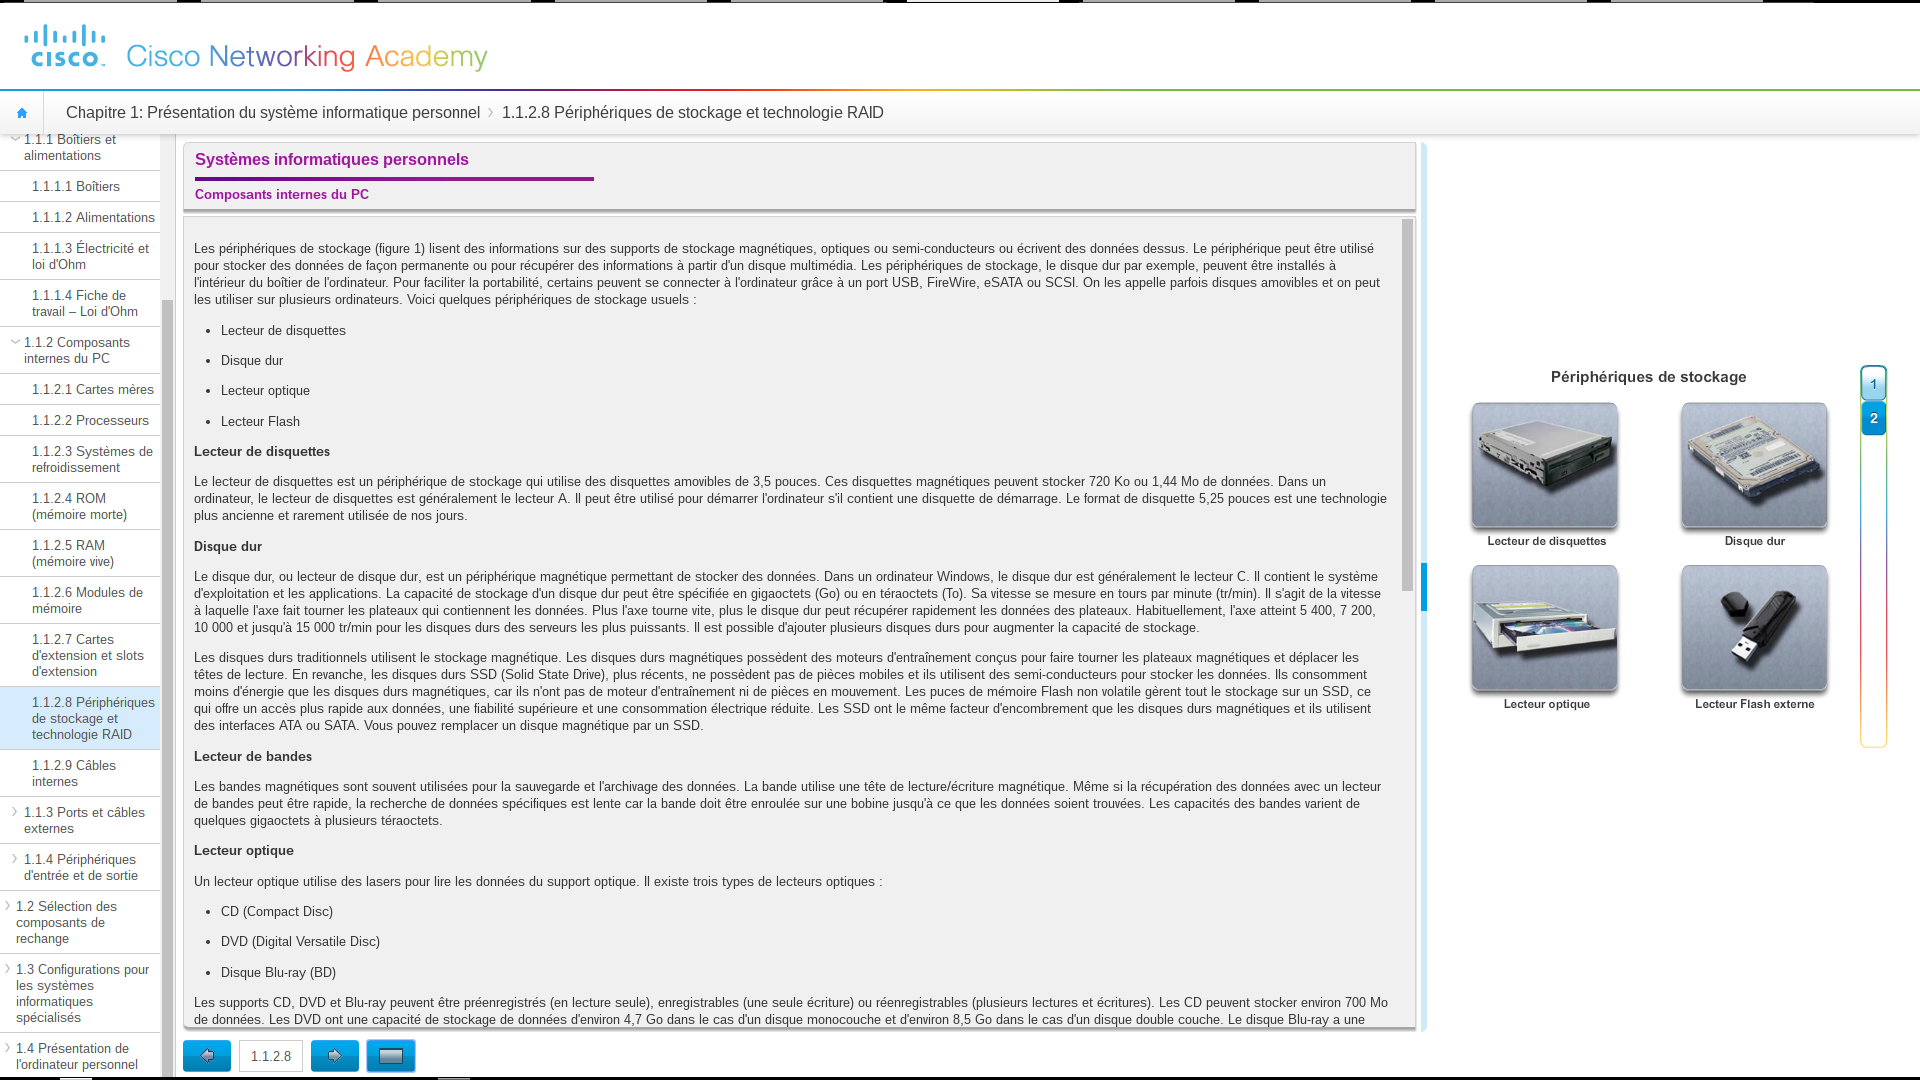 cisco
Cisco Networking Academy
Chapitre 1: Présentation du système informatique personnel
1.1.2.8 Périphériques de stockage et technologie RAID
1.1.1 Boîtiers et
alimentations
1.1.1.1 Boîtiers
1.1.1.2 Alimentations
1.1.1.3 Électricité et
loi d'Ohm
1.1.1.4 Fiche de
travail – Loi d'Ohm
1.1.2 Composants
internes du PC
1.1.2.1 Cartes mères
1.1.2.2 Processeurs
1.1.2.3 Systèmes de
refroidissement
1.1.2.4 ROM
(mémoire morte)
1.1.2.5 RAM
(mémoire vive)
1.1.2.6 Modules de
mémoire
1.1.2.7 Cartes
d'extension et slots
d'extension
1.1.2.8 Périphériques
de stockage et
technologie RAID
1.1.2.9 Câbles
internes
1.1.3 Ports et câbles
externes
1.1.4 Périphériques
d'entrée et de sortie
1.2 Sélection des
composants de
rechange
1.3 Configurations pour
les systèmes
informatiques
spécialisés
1.4 Présentation de
l'ordinateur personnel
Systèmes informatiques personnels
Composants internes du PC
Les périphériques de stockage (figure 1) lisent des informations sur des supports de stockage magnétiques, optiques ou semi-conducteurs ou écrivent des données dessus. Le périphérique peut être utilisé
pour stocker des données de façon permanente ou pour récupérer des informations à partir d'un disque multimédia. Les périphériques de stockage, le disque dur par exemple, peuvent être installés à
l'intérieur du boîtier de l'ordinateur. Pour faciliter la portabilité, certains peuvent se connecter à l'ordinateur grâce à un port USB, FireWire, eSATA ou SCSI. On les appelle parfois disques amovibles et on peut
les utiliser sur plusieurs ordinateurs. Voici quelques périphériques de stockage usuels :
• Lecteur de disquettes
• Disque dur
• Lecteur optique
• Lecteur Flash
Lecteur de disquettes
Le lecteur de disquettes est un périphérique de stockage qui utilise des disquettes amovibles de 3,5 pouces. Ces disquettes magnétiques peuvent stocker 720 Ko ou 1,44 Mo de données. Dans un
ordinateur, le lecteur de disquettes est généralement le lecteur A. Il peut être utilisé pour démarrer l'ordinateur s'il contient une disquette de démarrage. Le format de disquette 5,25 pouces est une technologie
plus ancienne et rarement utilisée de nos jours.
Disque dur
Le disque dur, ou lecteur de disque dur, est un périphérique magnétique permettant de stocker des données. Dans un ordinateur Windows, le disque dur est généralement le lecteur C. Il contient le système
d'exploitation et les applications. La capacité de stockage d'un disque dur peut être spécifiée en gigaoctets (Go) ou en téraoctets (To). Sa vitesse se mesure en tours par minute (tr/min). Il s'agit de la vitesse
à laquelle l'axe fait tourner les plateaux qui contiennent les données. Plus l'axe tourne vite, plus le disque dur peut récupérer rapidement les données des plateaux. Habituellement, l'axe atteint 5 400, 7 200,
10 000 et jusqu'à 15 000 tr/min pour les disques durs des serveurs les plus puissants. Il est possible d'ajouter plusieurs disques durs pour augmenter la capacité de stockage.
Les disques durs traditionnels utilisent le stockage magnétique. Les disques durs magnétiques possèdent des moteurs d'entraînement conçus pour faire tourner les plateaux magnétiques et déplacer les
têtes de lecture. En revanche, les disques durs SSD (Solid State Drive), plus récents, ne possèdent pas de pièces mobiles et ils utilisent des semi-conducteurs pour stocker les données. Ils consomment
moins d'énergie que les disques durs magnétiques, car ils n'ont pas de moteur d'entraînement ni de pièces en mouvement. Les puces de mémoire Flash non volatile gèrent tout le stockage sur un SSD, ce
qui offre un accès plus rapide aux données, une fiabilité supérieure et une consommation électrique réduite. Les SSD ont le même facteur d'encombrement que les disques durs magnétiques et ils utilisent
des interfaces ATA ou SATA. Vous pouvez remplacer un disque magnétique par un SSD.
Lecteur de bandes
Les bandes magnétiques sont souvent utilisées pour la sauvegarde et l'archivage des données. La bande utilise une tête de lecture/écriture magnétique. Même si la récupération des données avec un lecteur
de bandes peut être rapide, la recherche de données spécifiques est lente car la bande doit être enroulée sur une bobine jusqu'à ce que les données soient trouvées. Les capacités des bandes varient de
quelques gigaoctets à plusieurs téraoctets.
Lecteur optique
Un lecteur optique utilise des lasers pour lire les données du support optique. Il existe trois types de lecteurs optiques :
• CD (Compact Disc)
• DVD (Digital Versatile Disc)
• Disque Blu-ray (BD)
Les supports CD, DVD et Blu-ray peuvent être préenregistrés (en lecture seule), enregistrables (une seule écriture) ou réenregistrables (plusieurs lectures et écritures). Les CD peuvent stocker environ 700 Mo
de données. Les DVD ont une capacité de stockage de données d'environ 4,7 Go dans le cas d'un disque monocouche et d'environ 8,5 Go dans le cas d'un disque double couche. Le disque Blu-ray a une
1.1.2.8
Périphériques de stockage
Lecteur de disquettes
Disque dur
Lecteur optique
Lecteur Flash externe
1
2